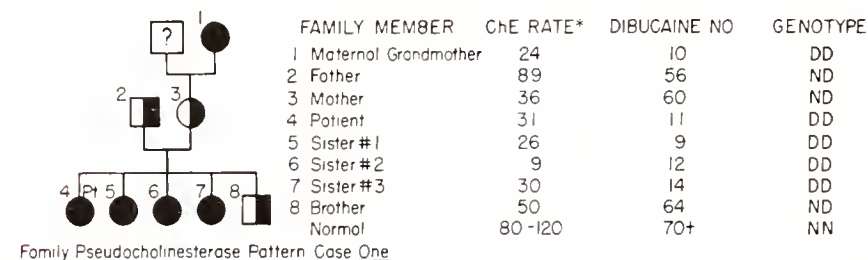 FAMILY MEM8ER ChE RATE* DIBUCAINE NO GENOTYPE
1 Maternal Grandmother 24 10 DD
2 Father 89 56 ND
3 Mother 36 60 ND
4 Patient 31 11 DD
5 Sister #1 26 9 DD
6 Sister #2 9 12 DD
7 Sister #3 30 14 DD
8 Brother 50 64 ND
Normal 80-120 70+ NN
1
?
2 3
4 Pt 5 6 7 8
Family Pseudocholinesterase Pattern Case One